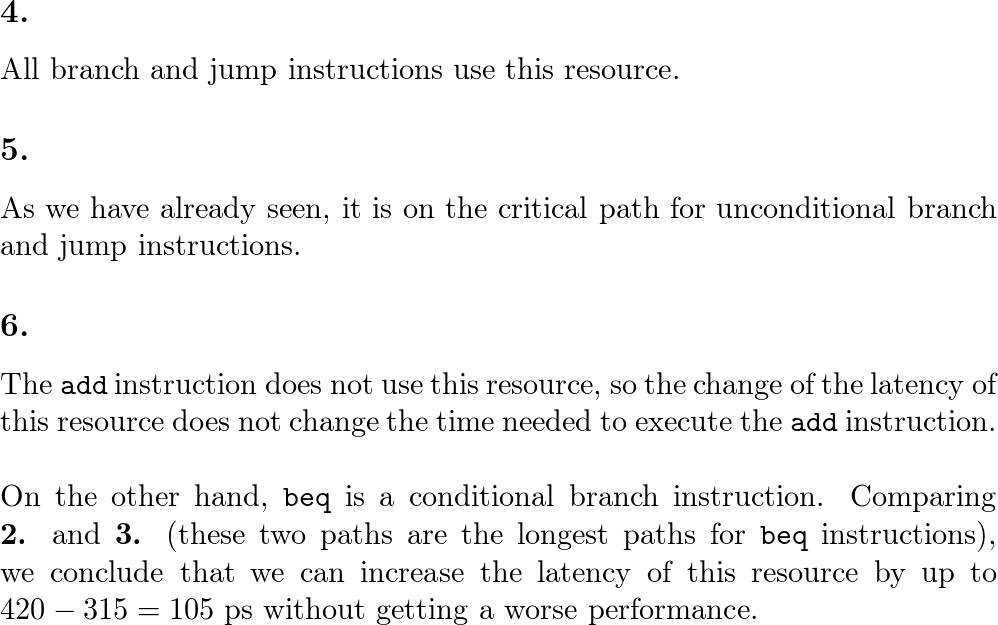 4.
All branch and jump instructions use this resource.
5.
As we have already seen, it is on the critical path for unconditional branch
and jump instructions.
6.
The add instruction does not use this resource, so the change of the latency of
this resource does not change the time needed to execute the add instruction.
On the other hand, beq is a conditional branch instruction. Comparing
2. and 3. (these two paths are the longest paths for beq instructions),
we conclude that we can increase the latency of this resource by up to
420 − 315 = 105 ps without getting a worse performance.